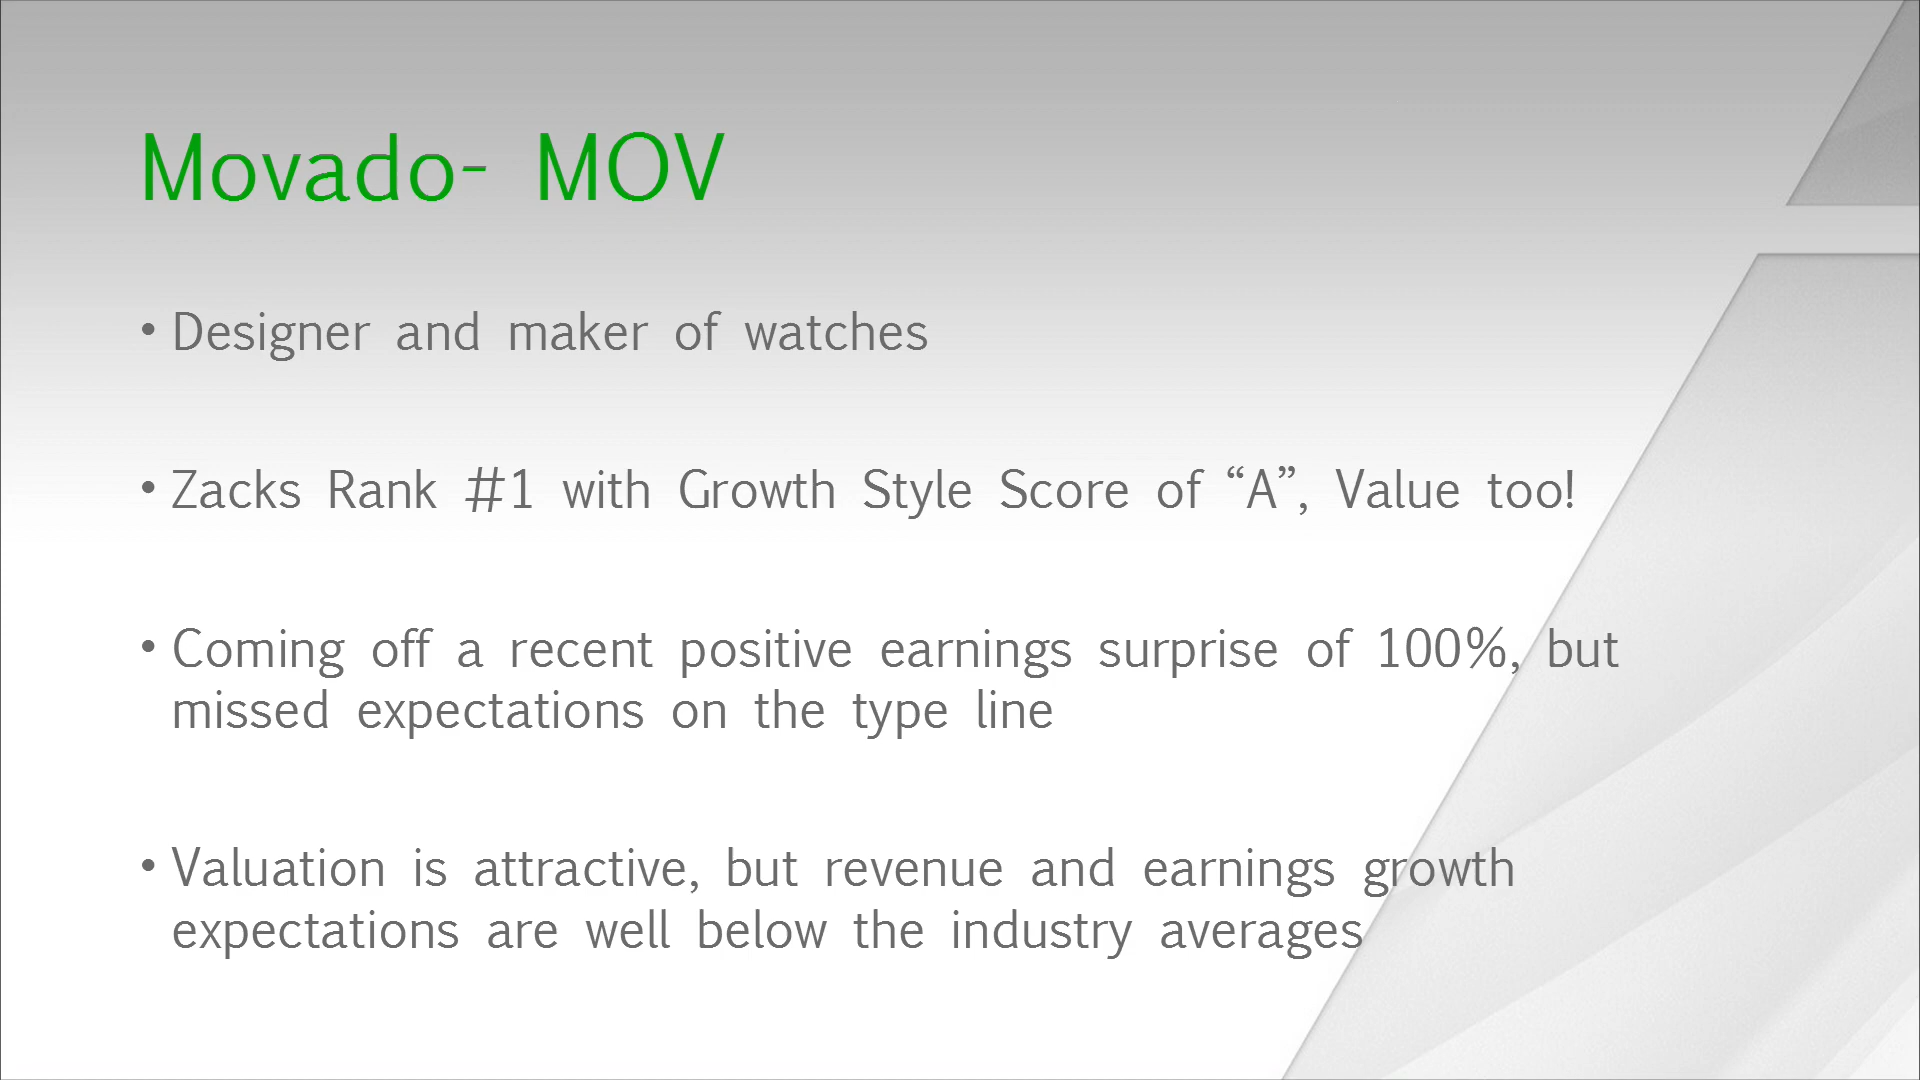 Movado- MOV
• Designer and maker of watches
• Zacks Rank #1 with Growth Style Score of “A”, Value too!
• Coming off a recent positive earnings surprise of 100%, but
missed expectations on the type line
• Valuation is attractive, but revenue and earnings growth
expectations are well below the industry averages